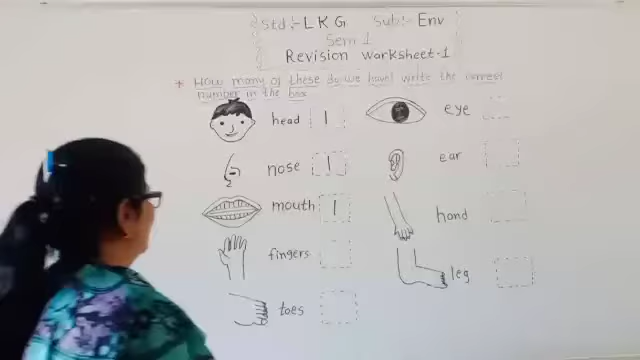 Std :- L K G Sub:- Env
Sem 1
Revision Worksheet-1
* How many of these do we have? Write the correct
number in the box
head 1
nose 1
mouth 1
fingers
toes
eye
ear
hand
leg